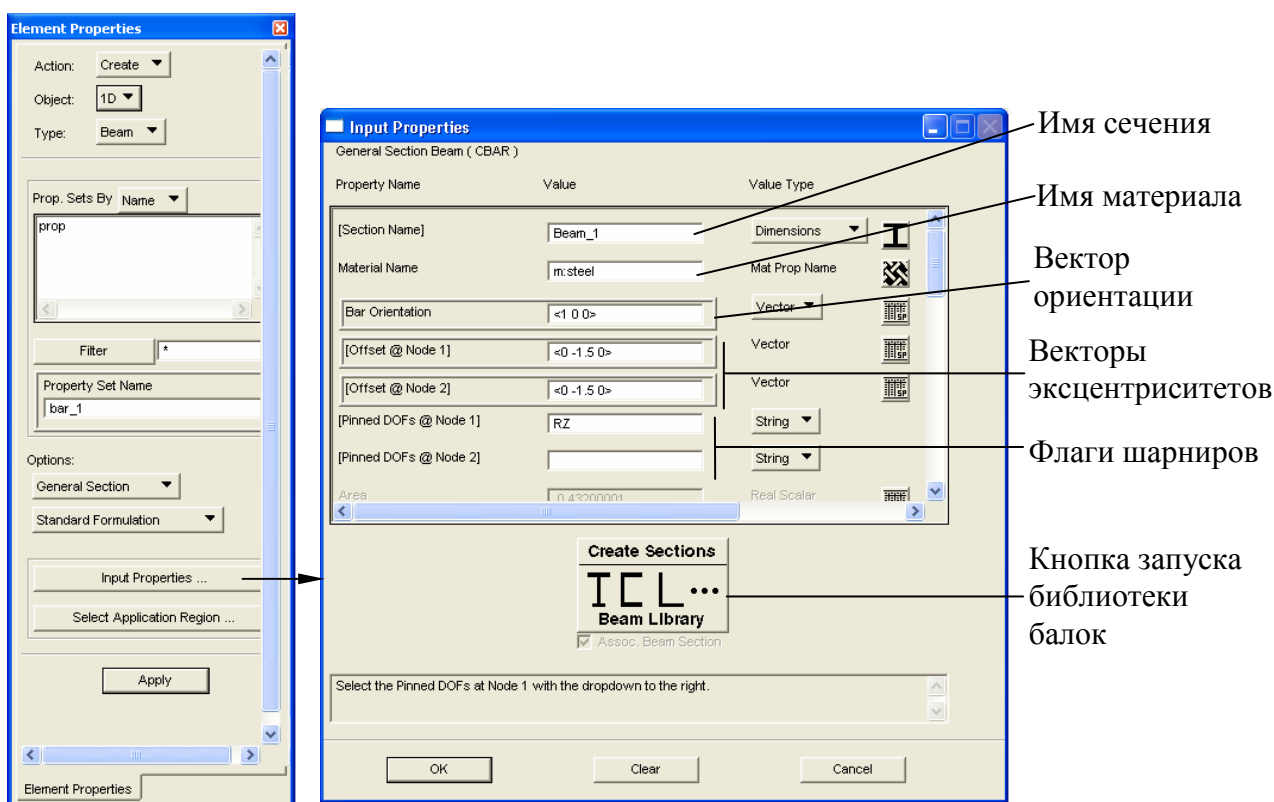 Element Properties
Action: Create
Object: 1D
Type: Beam
Prop. Sets By Name
prop
Filter *
Property Set Name
bar_1
Options:
General Section
Standard Formulation
Input Properties ...
Select Application Region ...
Apply
Element Properties
Input Properties
General Section Beam ( CBAR )
Property Name Value Value Type
[Section Name] Beam_1 Dimensions
Material Name m:steel Mat Prop Name
Bar Orientation <1 0 0> Vector
SP
[Offset @ Node 1] <0 -1.5 0> Vector
SP
[Offset @ Node 2] <0 -1.5 0> Vector
SP
[Pinned DOFs @ Node 1] RZ String
[Pinned DOFs @ Node 2] String
Area 0.43200001 Real Scalar
Create Sections
Beam Library
Assoc. Beam Section
Select the Pinned DOFs at Node 1 with the dropdown to the right.
OK Clear Cancel
Имя сечения
Имя материала
Вектор
ориентации
Векторы
эксцентриситетов
Флаги шарниров
Кнопка запуска
библиотеки
балок